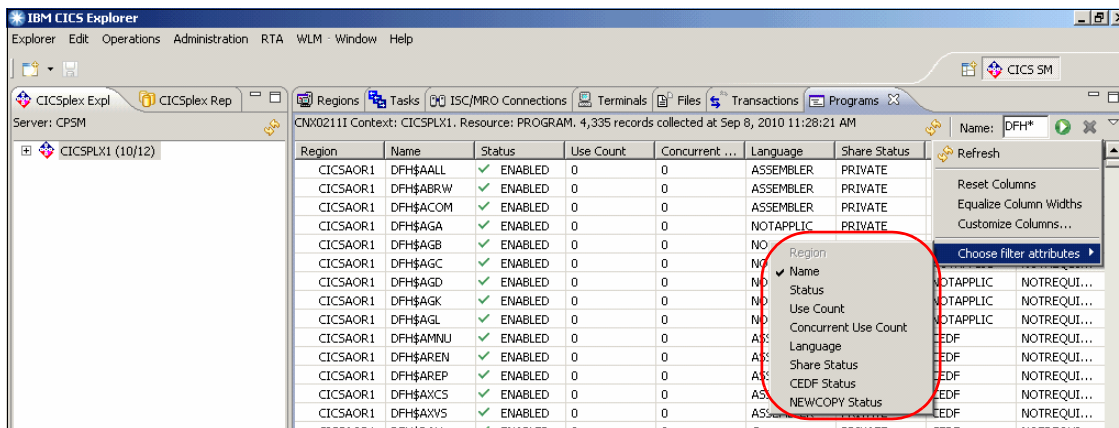 IBM CICS Explorer
Explorer Edit Operations Administration RTA WLM - Window Help
CICS SM
CICSplex Expl CICSplex Rep Regions Tasks ISC/MRO Connections Terminals Files Transactions Programs
Server: CPSM
CNX0211I Context: CICSPLX1. Resource: PROGRAM. 4,335 records collected at Sep 8, 2010 11:28:21 AM
Name: DFH*
CICSPLX1 (10/12)
Region Name Status Use Count Concurrent ... Language Share Status
CICSAOR1 DFH$AALL ENABLED 0 0 ASSEMBLER PRIVATE
CICSAOR1 DFH$ABRW ENABLED 0 0 ASSEMBLER PRIVATE
CICSAOR1 DFH$ACOM ENABLED 0 0 ASSEMBLER PRIVATE
CICSAOR1 DFH$AGA ENABLED 0 0 NOTAPPLIC PRIVATE
CICSAOR1 DFH$AGB ENABLED 0 0 NO
CICSAOR1 DFH$AGC ENABLED 0 0 NO
CICSAOR1 DFH$AGD ENABLED 0 0 NO NOTAPPLIC NOTREQUI...
CICSAOR1 DFH$AGK ENABLED 0 0 NO NOTAPPLIC NOTREQUI...
CICSAOR1 DFH$AGL ENABLED 0 0 NO NOTAPPLIC NOTREQUI...
CICSAOR1 DFH$AMNU ENABLED 0 0 ASS CEDF NOTREQUI...
CICSAOR1 DFH$AREN ENABLED 0 0 CEDF NOTREQUI...
CICSAOR1 DFH$AREP ENABLED 0 0 CEDF NOTREQUI...
CICSAOR1 DFH$AXCS ENABLED 0 0 CEDF NOTREQUI...
CICSAOR1 DFH$AXVS ENABLED 0 0 CEDF NOTREQUI...
Refresh
Reset Columns
Equalize Column Widths
Customize Columns...
Choose filter attributes
Region
Name
Status
Use Count
Concurrent Use Count
Language
Share Status
CEDF Status
NEWCOPY Status